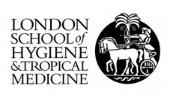 LONDON
SCHOOL of
HYGIENE
& TROPICAL
MEDICINE